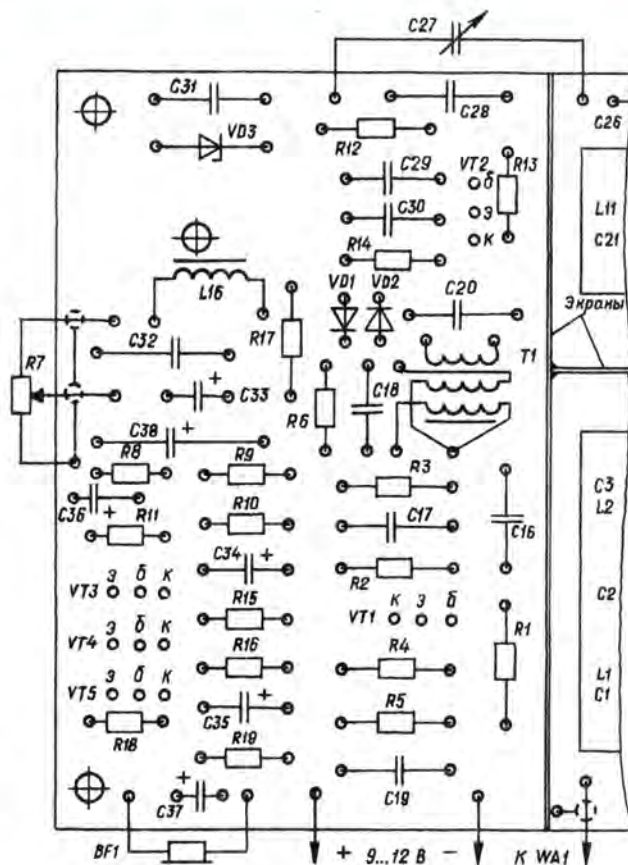 C27
C31
C28
C26
VD3
R12
C29
VT2
б
R13
C30
э
L11
R14
к
C21
L16
VD1
VD2
C20
Экраны
R7
C32
R17
T1
C33
+
R6
C18
C38
+
R8
R9
R3
C3
L2
C36
+
R11
R10
C17
C16
C34
+
R2
VT3
э б к
C2
R15
VT1
к э б
R1
VT4
э б к
R16
R4
VT5
э б к
L1
C1
C35
+
R5
R18
R19
C19
+
C37
BF1
+ 9...12 В -
К WA1